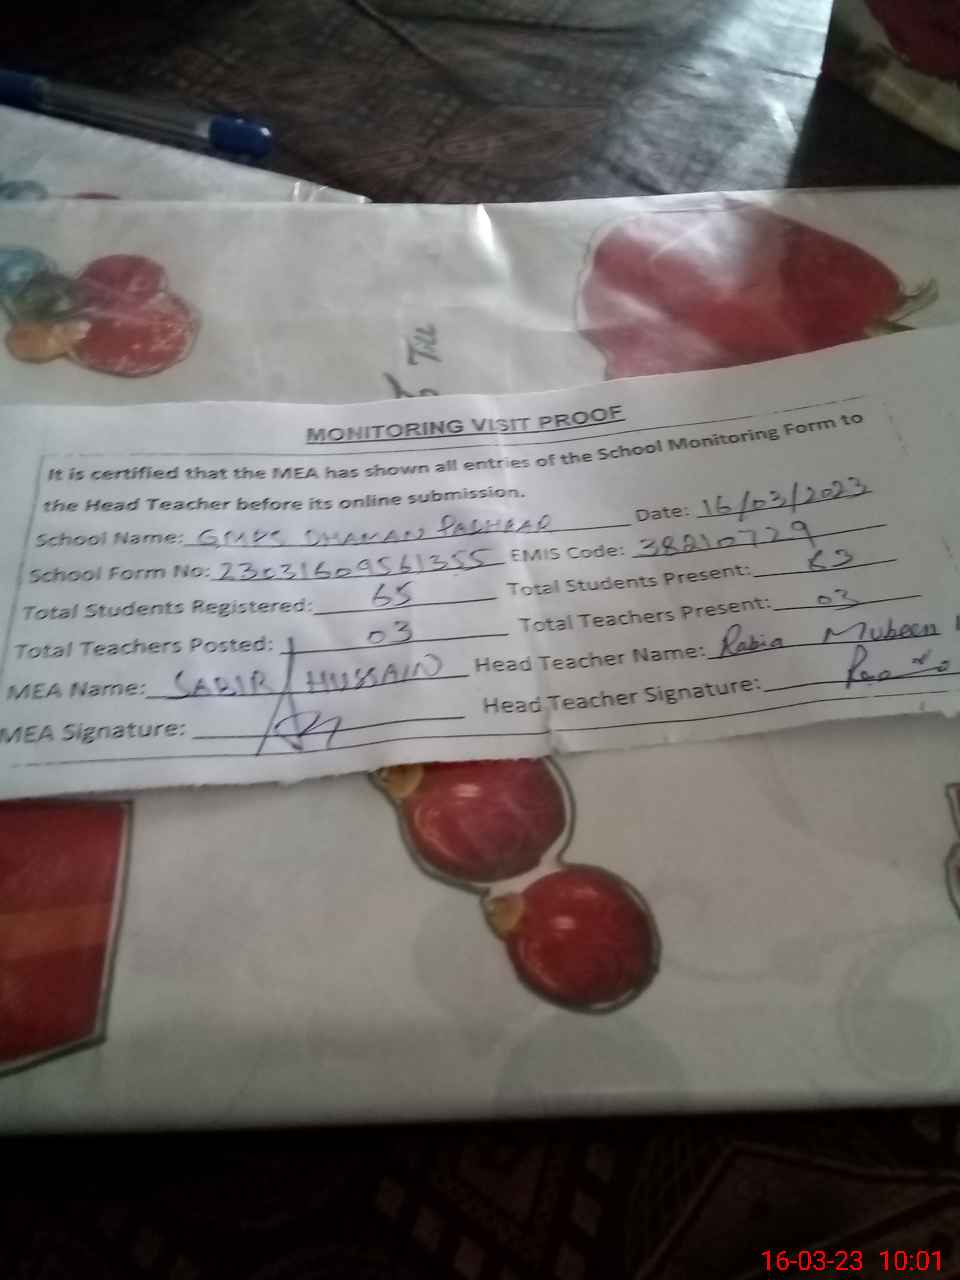 Till
MONITORING VISIT PROOF
It is certified that the MEA has shown all entries of the School Monitoring Form to
the Head Teacher before its online submission.
School Name: GMPS DHAMAN Date: 16/03/2023
School Form No: 23031609561355 EMIS Code: 38210729
Total Students Registered: 65 Total Students Present: 63
Total Teachers Posted: 03 Total Teachers Present: 03
MEA Name: SABIR HUSSAIN Head Teacher Name: Rabia Mubeen
MEA Signature: Head Teacher Signature:
16-03-23 10:01